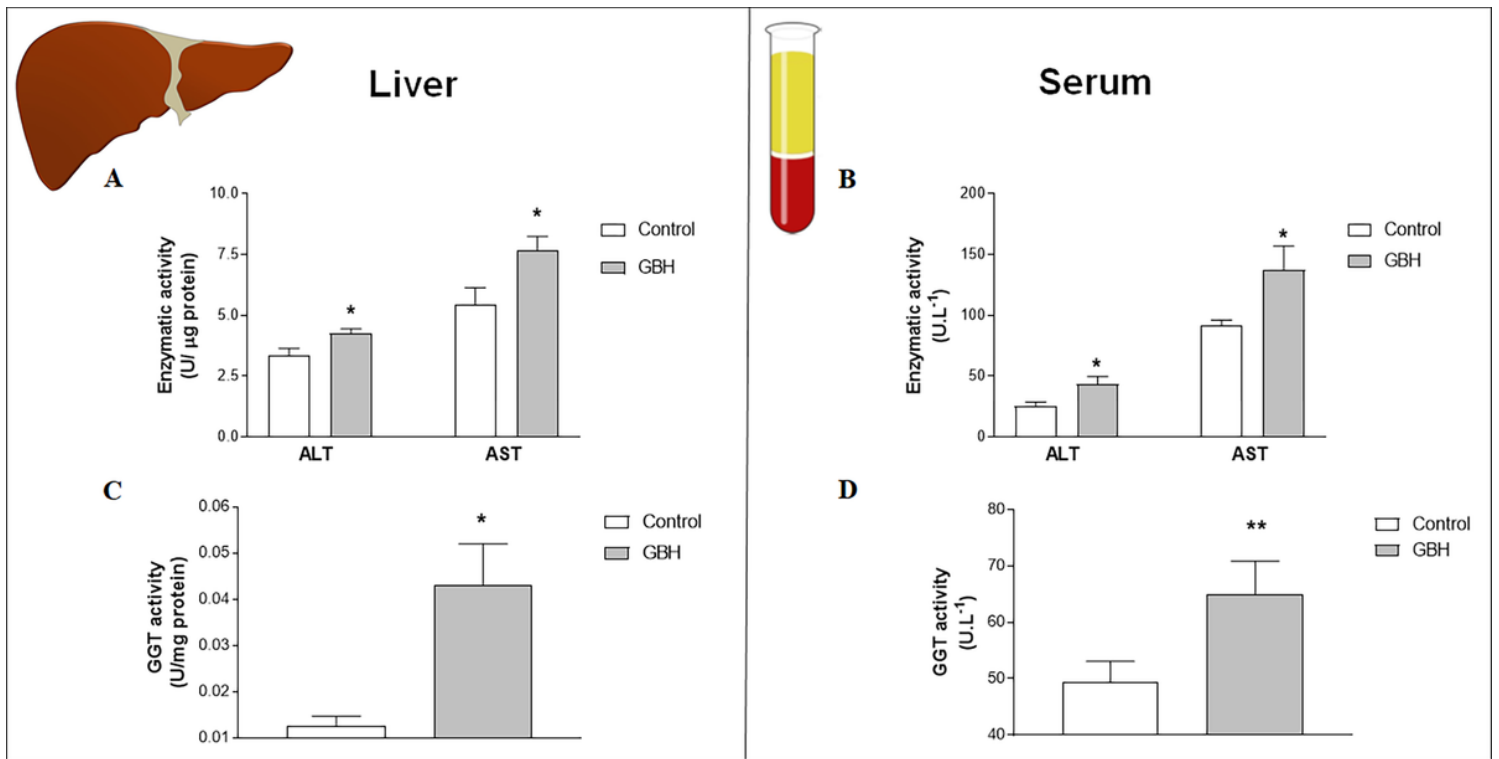 Liver
Serum
A
10.0
7.5
5.0
2.5
0.0
Enzymatic activity
(U/ µg protein)
*
*
ALT
AST
Control
GBH
B
200
150
100
50
0
Enzymatic activity
(U.L⁻¹)
*
*
ALT
AST
Control
GBH
C
0.06
0.05
0.04
0.03
0.02
0.01
GGT activity
(U/mg protein)
*
Control
GBH
D
80
70
60
50
40
GGT activity
(U.L⁻¹)
**
Control
GBH